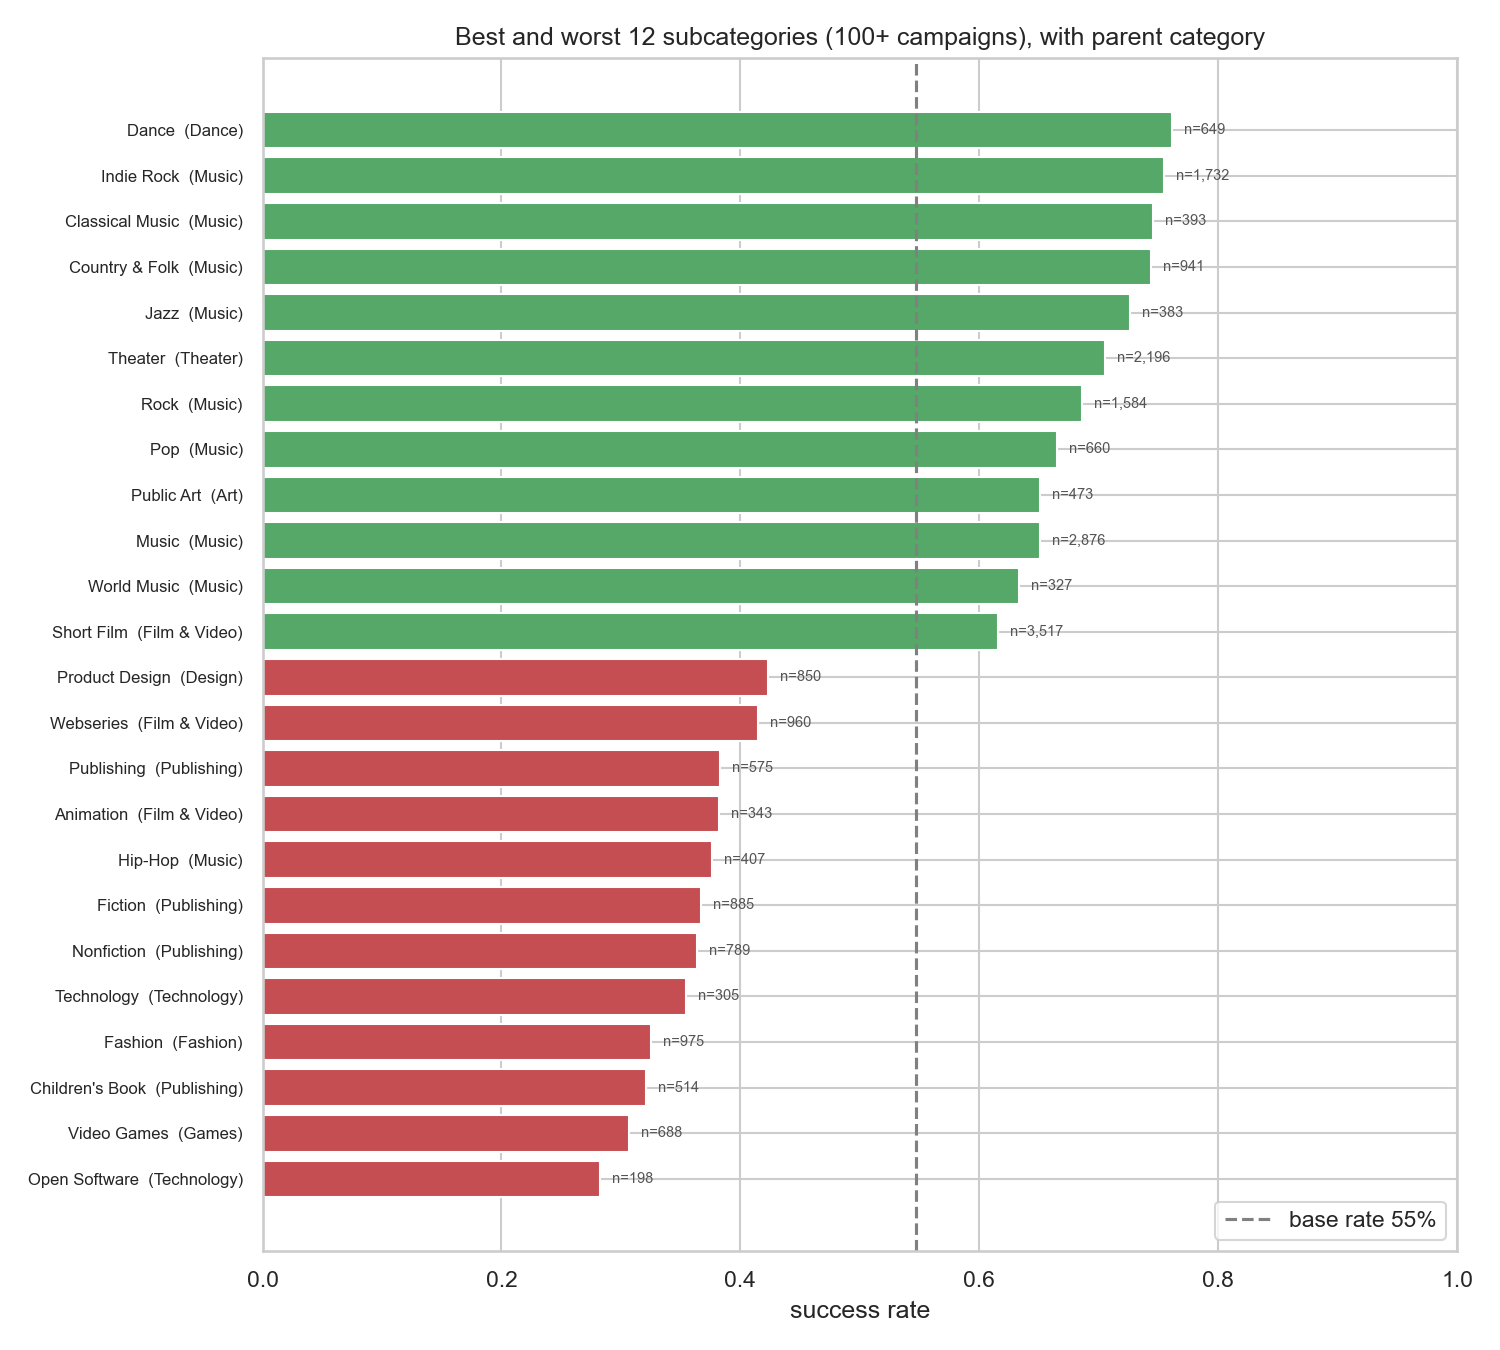 Best and worst 12 subcategories (100+ campaigns), with parent category
Dance (Dance) n=649
Indie Rock (Music) n=1,732
Classical Music (Music) n=393
Country & Folk (Music) n=941
Jazz (Music) n=383
Theater (Theater) n=2,196
Rock (Music) n=1,584
Pop (Music) n=660
Public Art (Art) n=473
Music (Music) n=2,876
World Music (Music) n=327
Short Film (Film & Video) n=3,517
Product Design (Design) n=850
Webseries (Film & Video) n=960
Publishing (Publishing) n=575
Animation (Film & Video) n=343
Hip-Hop (Music) n=407
Fiction (Publishing) n=885
Nonfiction (Publishing) n=789
Technology (Technology) n=305
Fashion (Fashion) n=975
Children's Book (Publishing) n=514
Video Games (Games) n=688
Open Software (Technology) n=198
base rate 55%
0.0 0.2 0.4 0.6 0.8 1.0
success rate